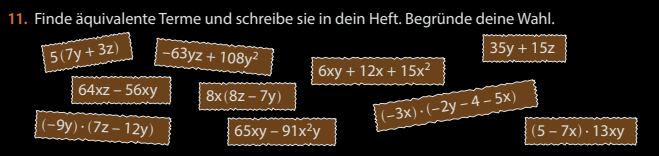 11. Finde äquivalente Terme und schreibe sie in dein Heft. Begründe deine Wahl.
5(7y + 3z)
–63yz + 108y²
6xy + 12x + 15x²
35y + 15z
64xz – 56xy
8x(8z – 7y)
(–3x)·(–2y – 4 – 5x)
(–9y)·(7z – 12y)
65xy – 91x²y
(5 – 7x)·13xy